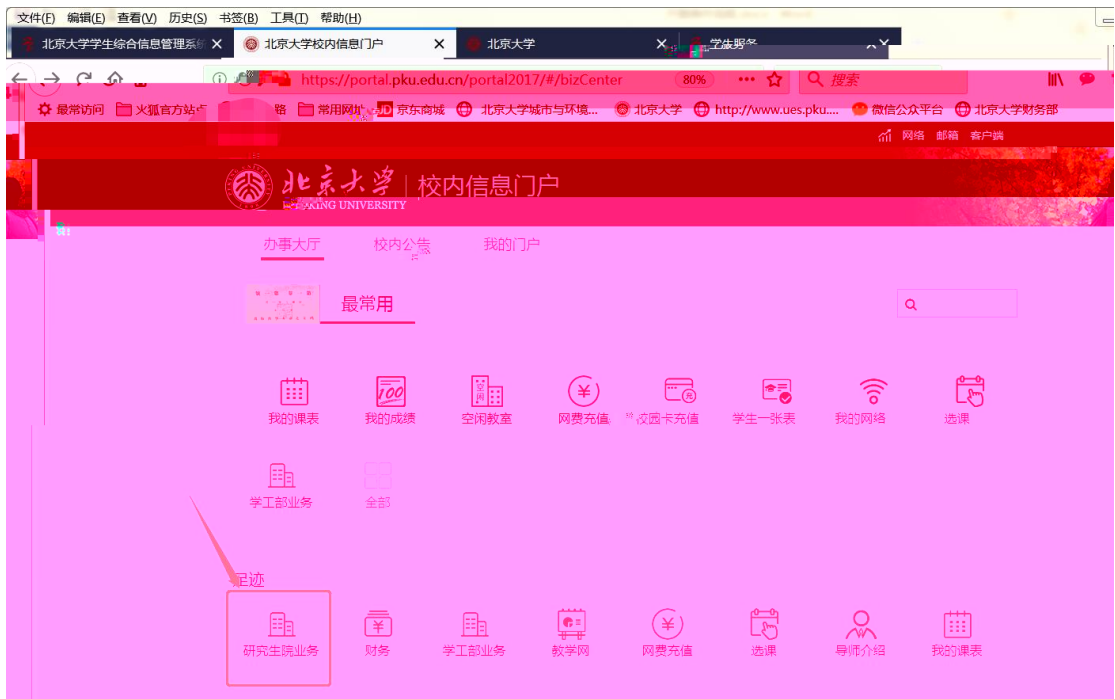 文件(F) 编辑(E) 查看(V) 历史(S) 书签(B) 工具(T) 帮助(H)
北京大学学生综合信息管理系统 × 北京大学校内信息门户 × 北京大学 × ×
https://portal.pku.edu.cn/portal2017/#/bizCenter 80% 搜索
最常访问 火狐官方站点 常用网址 JD 京东商城 北京大学城市与环境... 北京大学 http://www.ues.pku.... 微信公众平台 北京大学财务部
网络 邮箱 客户端
北京大学 校内信息门户
PEKING UNIVERSITY
办事大厅 校内公告 我的门户
最常用
我的课表 我的成绩 空闲教室 网费充值 校园卡充值 学生一张表 我的网络 选课
学工部业务 全部
足迹
研究生院业务 财务 学工部业务 教学网 网费充值 选课 导师介绍 我的课表